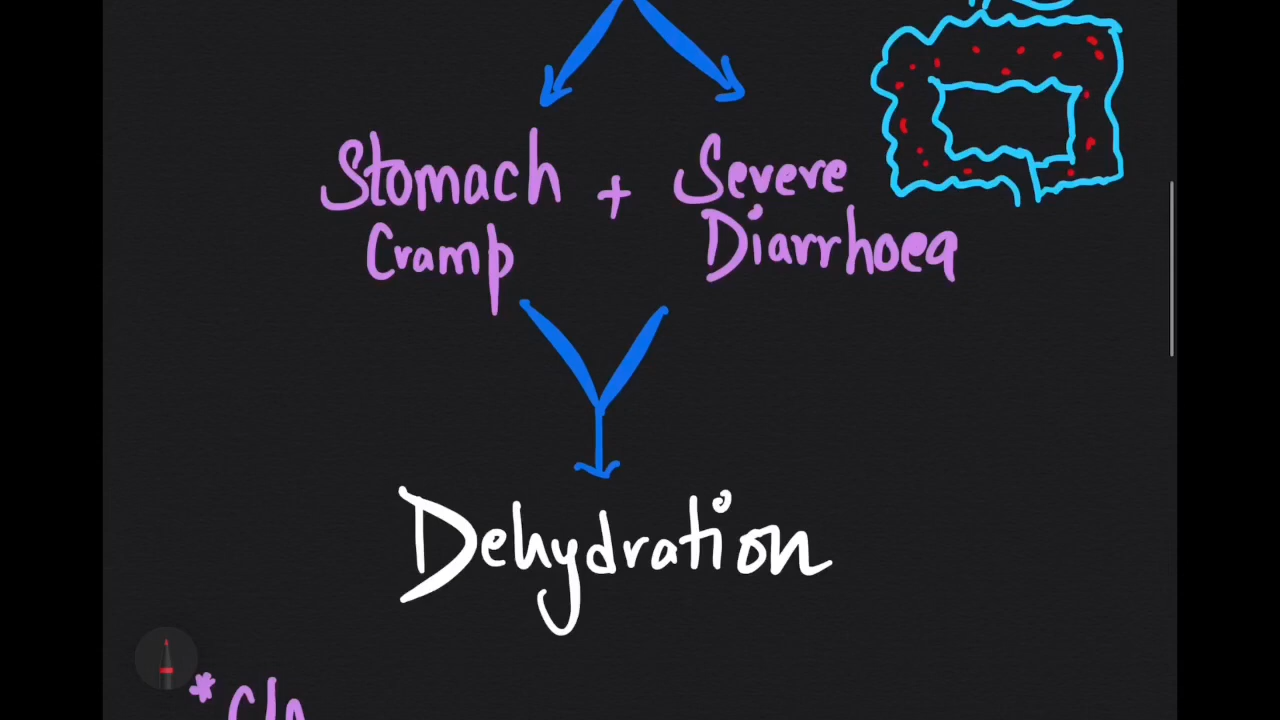 Stomach + Severe
Cramp Diarrhoea
Dehydration
* C/